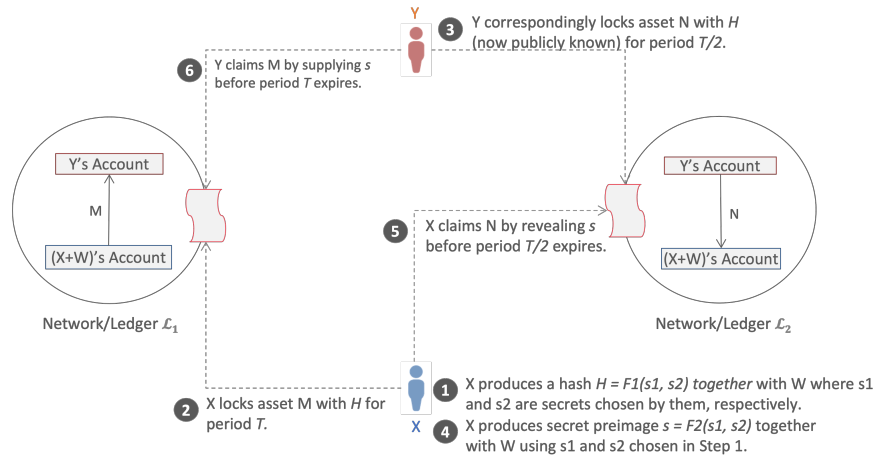 Y
3
Y correspondingly locks asset N with H
(now publicly known) for period T/2.
6
Y claims M by supplying s
before period T expires.
Y's Account
M
(X+W)'s Account
Network/Ledger ℒ1
Y's Account
N
(X+W)'s Account
Network/Ledger ℒ2
5
X claims N by revealing s
before period T/2 expires.
2
X locks asset M with H for
period T.
X
1
X produces a hash H = F1(s1, s2) together with W where s1
and s2 are secrets chosen by them, respectively.
4
X produces secret preimage s = F2(s1, s2) together
with W using s1 and s2 chosen in Step 1.